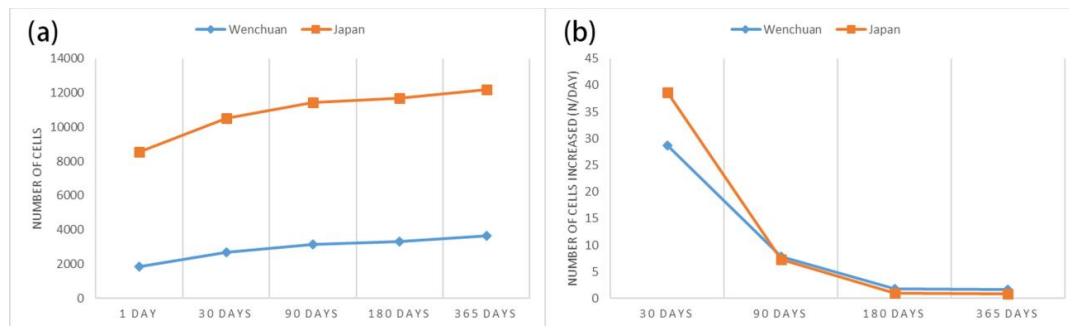 (a)
Wenchuan
Japan
NUMBER OF CELLS
14000
12000
10000
8000
6000
4000
2000
0
1 DAY
30 DAYS
90 DAYS
180 DAYS
365 DAYS
(b)
Wenchuan
Japan
NUMBER OF CELLS INCREASED (N/DAY)
45
40
35
30
25
20
15
10
5
0
30 DAYS
90 DAYS
180 DAYS
365 DAYS